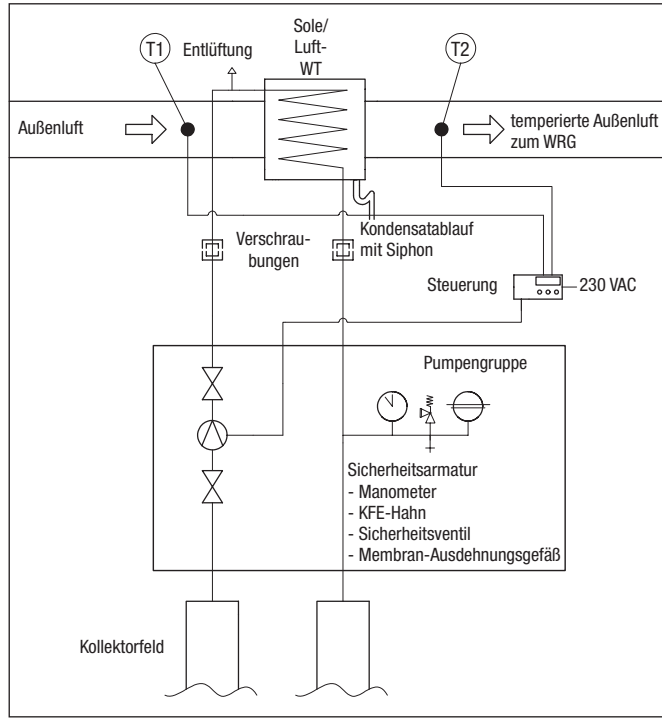 T1
Entlüftung
Sole/
Luft-
WT
T2
Außenluft
temperierte Außenluft
zum WRG
Verschrau-
bungen
Kondensatablauf
mit Siphon
Steuerung
230 VAC
Pumpengruppe
Sicherheitsarmatur
- Manometer
- KFE-Hahn
- Sicherheitsventil
- Membran-Ausdehnungsgefäß
Kollektorfeld